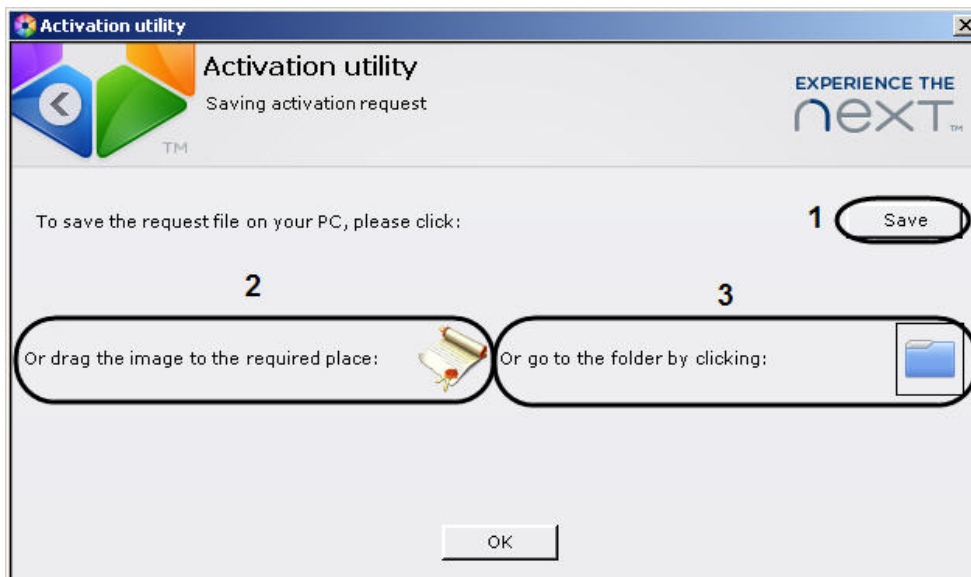 Activation utility
Activation utility
Saving activation request
EXPERIENCE THE
nexT™
TM
To save the request file on your PC, please click:
1
Save
2
3
Or drag the image to the required place:
Or go to the folder by clicking:
OK